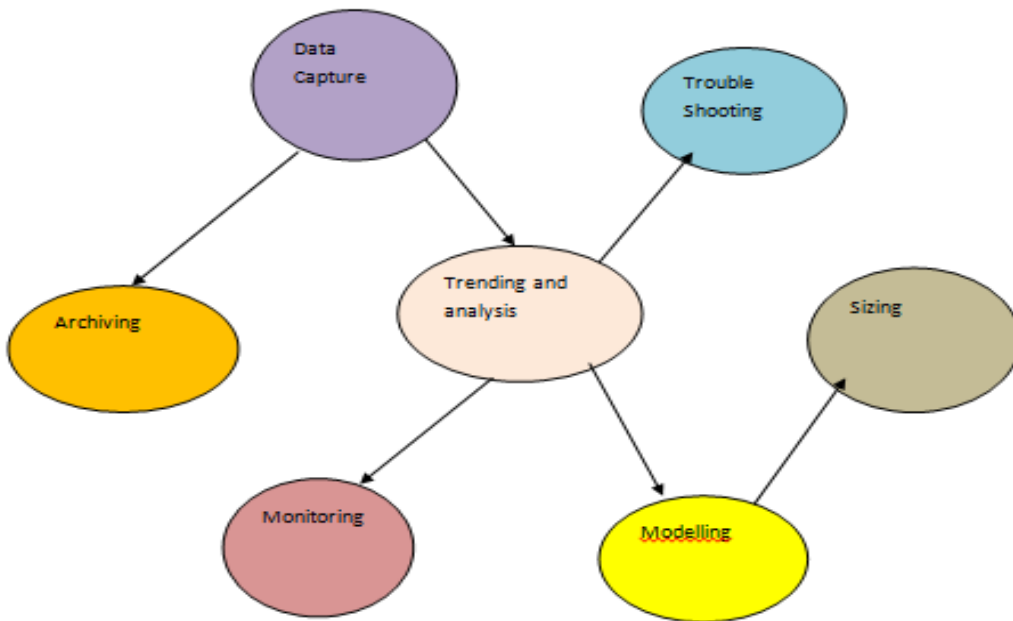 Data
Capture
Trouble
Shooting
Trending and
analysis
Sizing
Archiving
Monitoring
Modelling